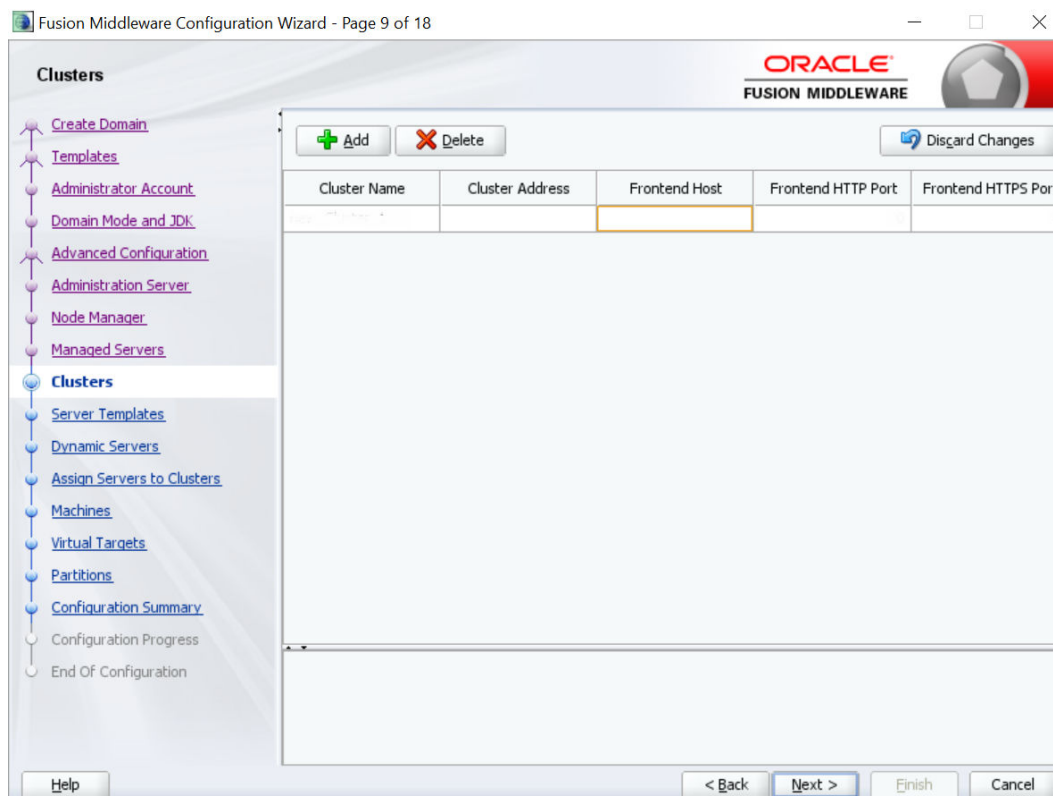 Fusion Middleware Configuration Wizard - Page 9 of 18
Clusters
ORACLE
FUSION MIDDLEWARE
Create Domain
Templates
Administrator Account
Domain Mode and JDK
Advanced Configuration
Administration Server
Node Manager
Managed Servers
Clusters
Server Templates
Dynamic Servers
Assign Servers to Clusters
Machines
Virtual Targets
Partitions
Configuration Summary
Configuration Progress
End Of Configuration
Add Delete Discard Changes
Cluster Name Cluster Address Frontend Host Frontend HTTP Port Frontend HTTPS Por
Help < Back Next > Finish Cancel